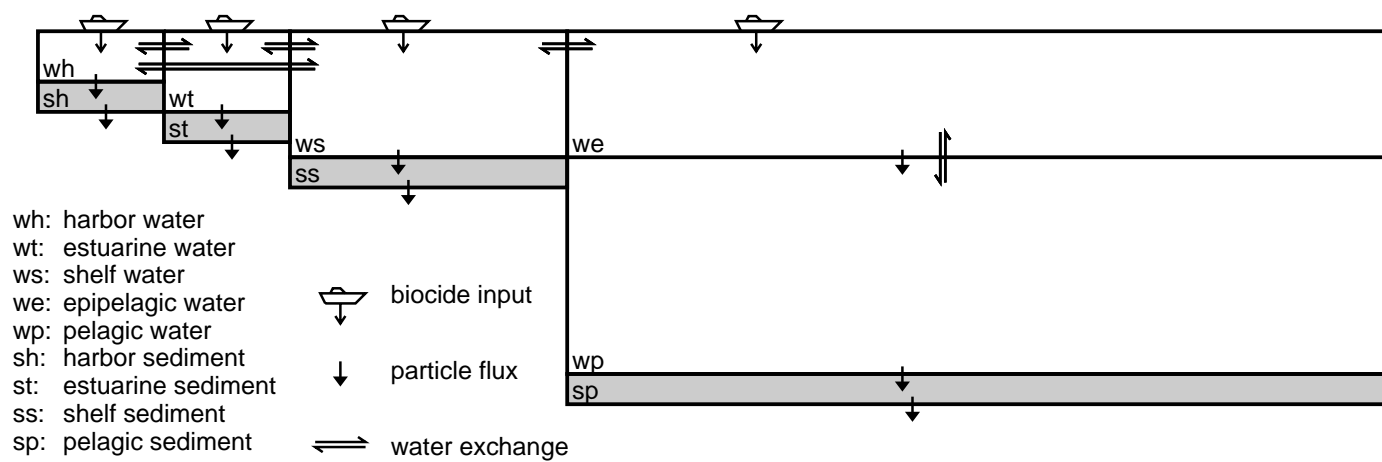 wh
sh
wt
st
ws
ss
we
wp
sp
wh: harbor water
wt: estuarine water
ws: shelf water
we: epipelagic water
wp: pelagic water
sh: harbor sediment
st: estuarine sediment
ss: shelf sediment
sp: pelagic sediment
biocide input
particle flux
water exchange